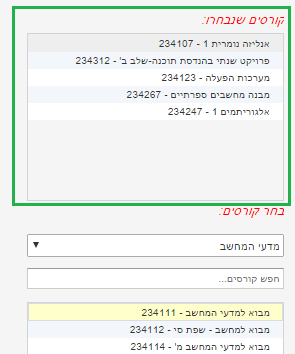 קורסים שנבחרו:
אנליזה נומרית 1 - 234107
פרויקט שנתי בהנדסת תוכנה-שלב ב' - 234312
מערכות הפעלה - 234123
מבנה מחשבים ספרתיים - 234267
אלגוריתמים 1 - 234247
בחר קורסים:
מדעי המחשב
חפש קורסים...
מבוא למדעי המחשב - 234111
מבוא למחשב - שפת סי - 234112
מבוא למדעי המחשב מ' - 234114